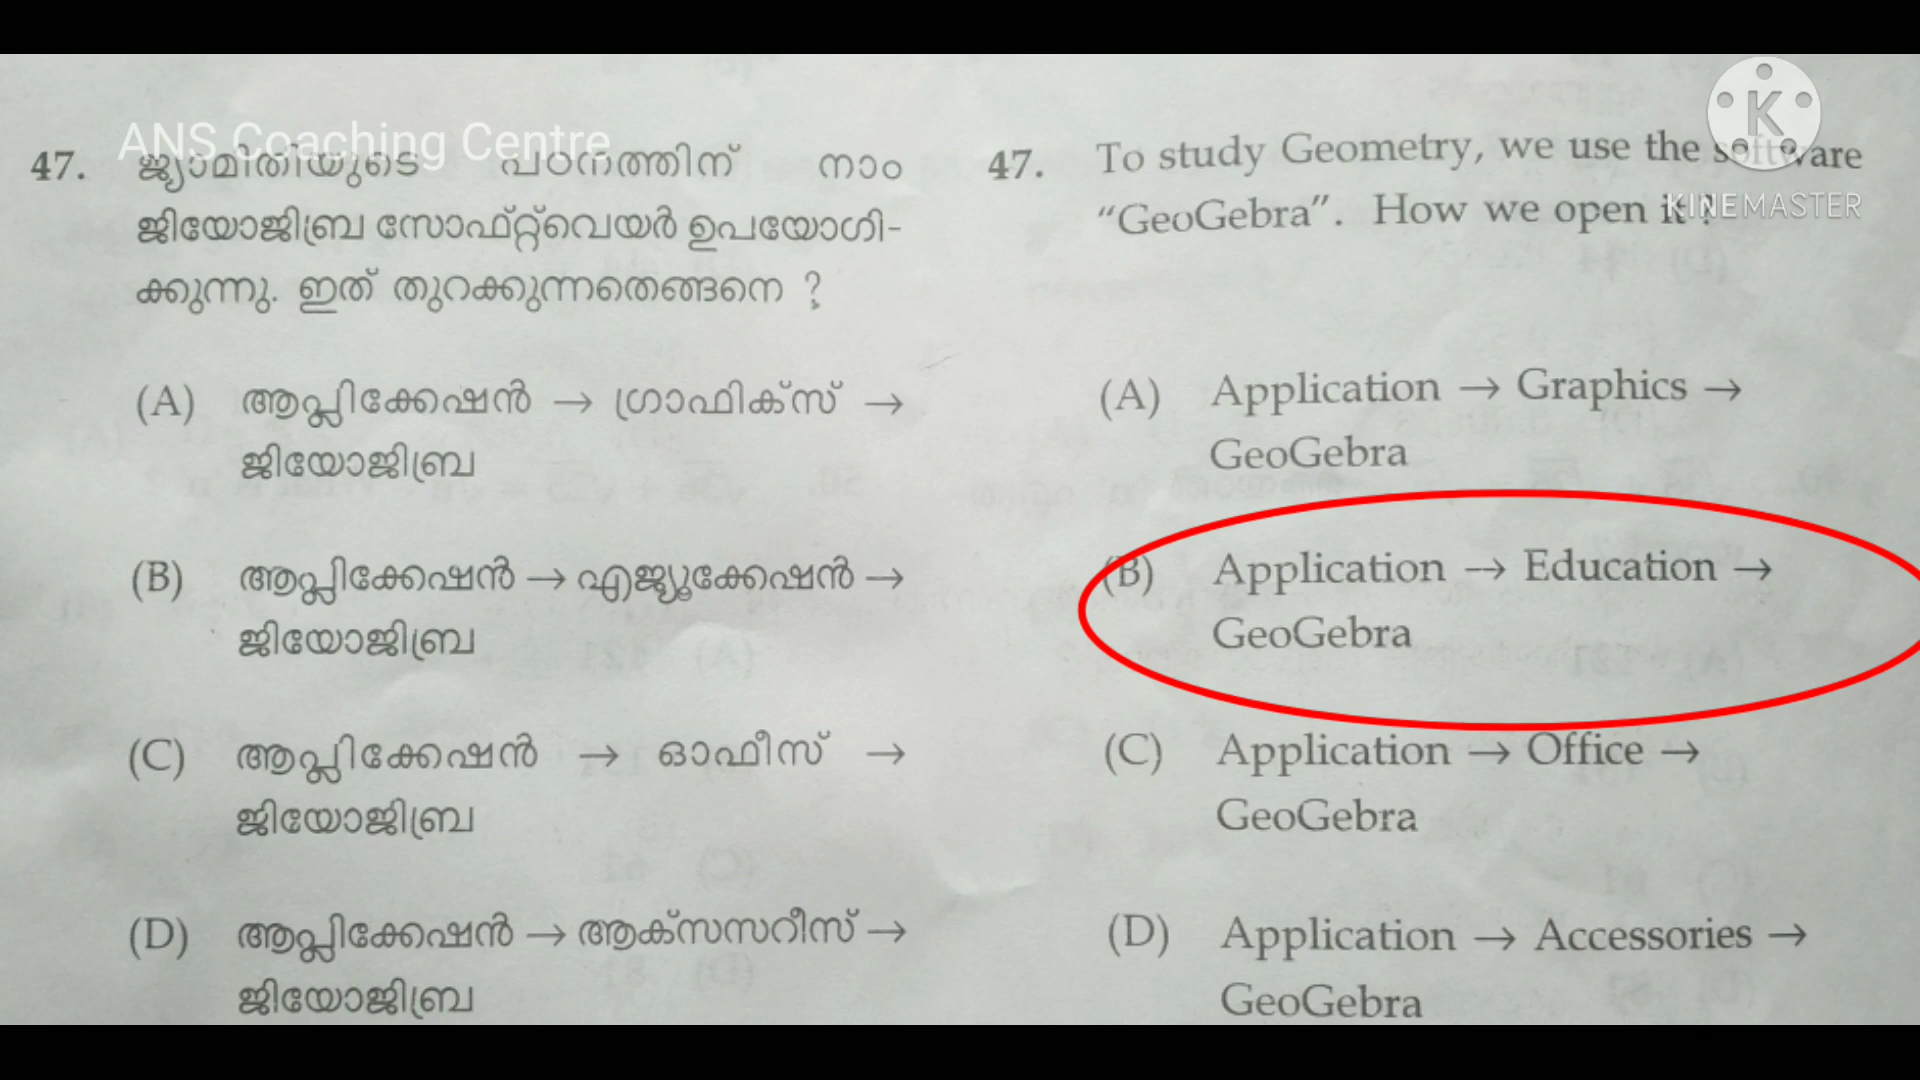 ANS Coaching Centre
K
KINEMASTER
47. ജ്യാമിതിയുടെ പഠനത്തിന് നാം
ജിയോജിബ്ര സോഫ്റ്റ്‌വെയർ ഉപയോഗി-
ക്കുന്നു. ഇത് തുറക്കുന്നതെങ്ങനെ ?
(A) ആപ്ലിക്കേഷൻ → ഗ്രാഫിക്സ് →
ജിയോജിബ്ര
(B) ആപ്ലിക്കേഷൻ → എജ്യൂക്കേഷൻ →
ജിയോജിബ്ര
(C) ആപ്ലിക്കേഷൻ → ഓഫീസ് →
ജിയോജിബ്ര
(D) ആപ്ലിക്കേഷൻ → ആക്സസറീസ് →
ജിയോജിബ്ര
47. To study Geometry, we use the software
“GeoGebra”. How we open it ?
(A) Application → Graphics →
GeoGebra
(B) Application → Education →
GeoGebra
(C) Application → Office →
GeoGebra
(D) Application → Accessories →
GeoGebra